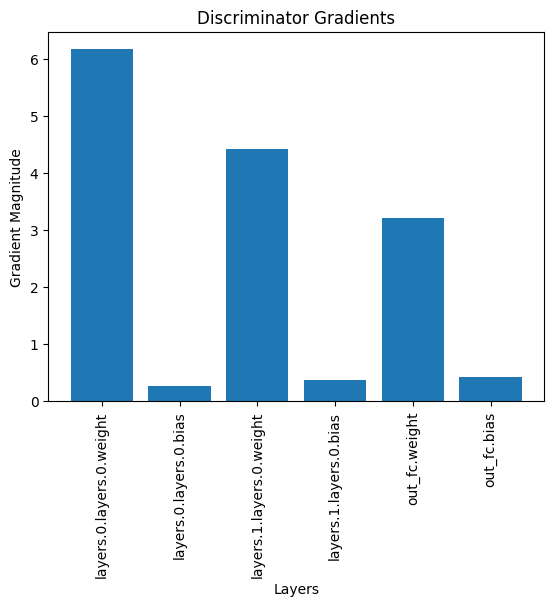 Discriminator Gradients
Gradient Magnitude
6
5
4
3
2
1
0
layers.0.layers.0.weight
layers.0.layers.0.bias
layers.1.layers.0.weight
layers.1.layers.0.bias
out_fc.weight
out_fc.bias
Layers